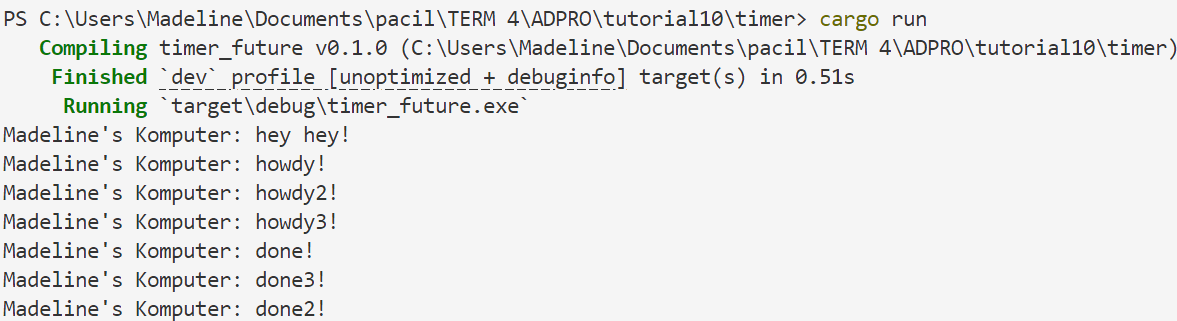 PS C:\Users\Madeline\Documents\pacil\TERM 4\ADPRO\tutorial10\timer> cargo run
   Compiling timer_future v0.1.0 (C:\Users\Madeline\Documents\pacil\TERM 4\ADPRO\tutorial10\timer)
    Finished `dev` profile [unoptimized + debuginfo] target(s) in 0.51s
     Running `target\debug\timer_future.exe`
Madeline's Komputer: hey hey!
Madeline's Komputer: howdy!
Madeline's Komputer: howdy2!
Madeline's Komputer: howdy3!
Madeline's Komputer: done!
Madeline's Komputer: done3!
Madeline's Komputer: done2!